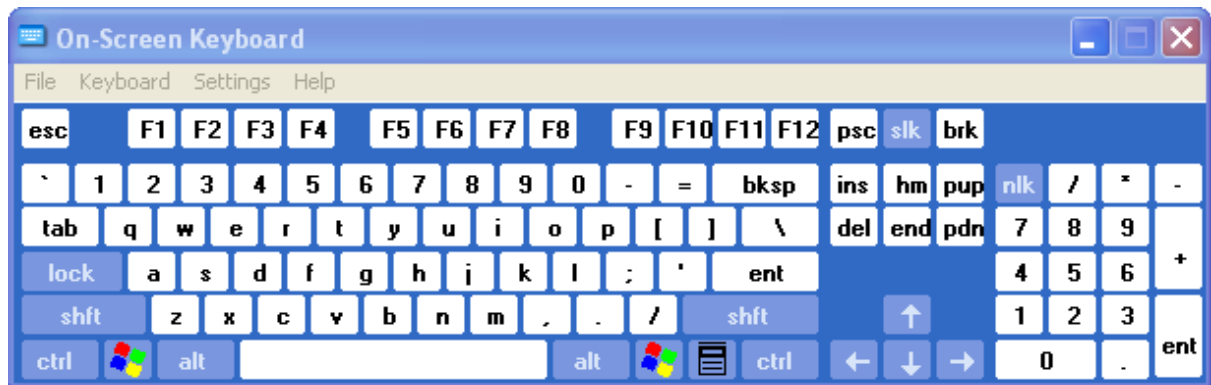 On-Screen Keyboard
File Keyboard Settings Help
esc F1 F2 F3 F4 F5 F6 F7 F8 F9 F10 F11 F12 psc slk brk
` 1 2 3 4 5 6 7 8 9 0 - = bksp ins hm pup nlk / * -
tab q w e r t y u i o p [ ] \ del end pdn 7 8 9
lock a s d f g h j k l ; ' ent 4 5 6 +
shft z x c v b n m , . / shft ↑ 1 2 3
ctrl alt alt ctrl ← ↓ → 0 . ent